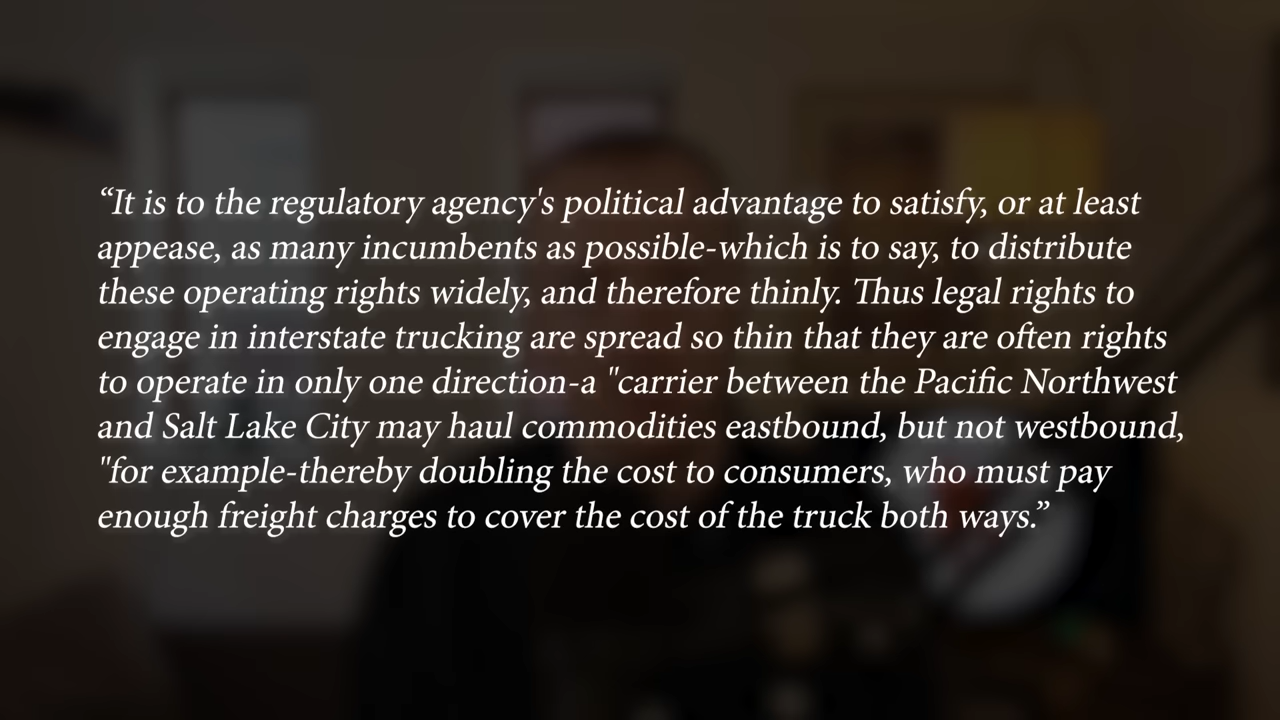 “It is to the regulatory agency's political advantage to satisfy, or at least
appease, as many incumbents as possible-which is to say, to distribute
these operating rights widely, and therefore thinly. Thus legal rights to
engage in interstate trucking are spread so thin that they are often rights
to operate in only one direction-a "carrier between the Pacific Northwest
and Salt Lake City may haul commodities eastbound, but not westbound,
"for example-thereby doubling the cost to consumers, who must pay
enough freight charges to cover the cost of the truck both ways.”